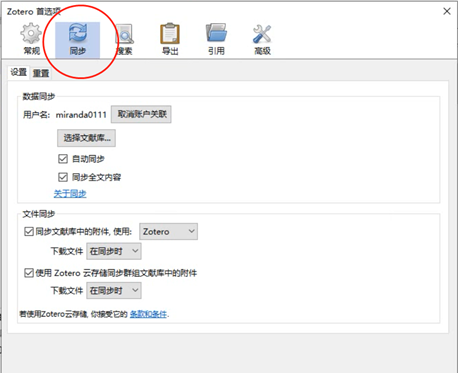 Zotero 首选项
常规 同步 搜索 导出 引用 高级
设置 重置
数据同步
用户名: miranda0111 取消账户关联
选择文献库...
自动同步
同步全文内容
关于同步
文件同步
同步文献库中的附件, 使用: Zotero
下载文件 在同步时
使用 Zotero 云存储同步群组文献库中的附件
下载文件 在同步时
若使用Zotero云存储, 你接受它的 条款和条件.